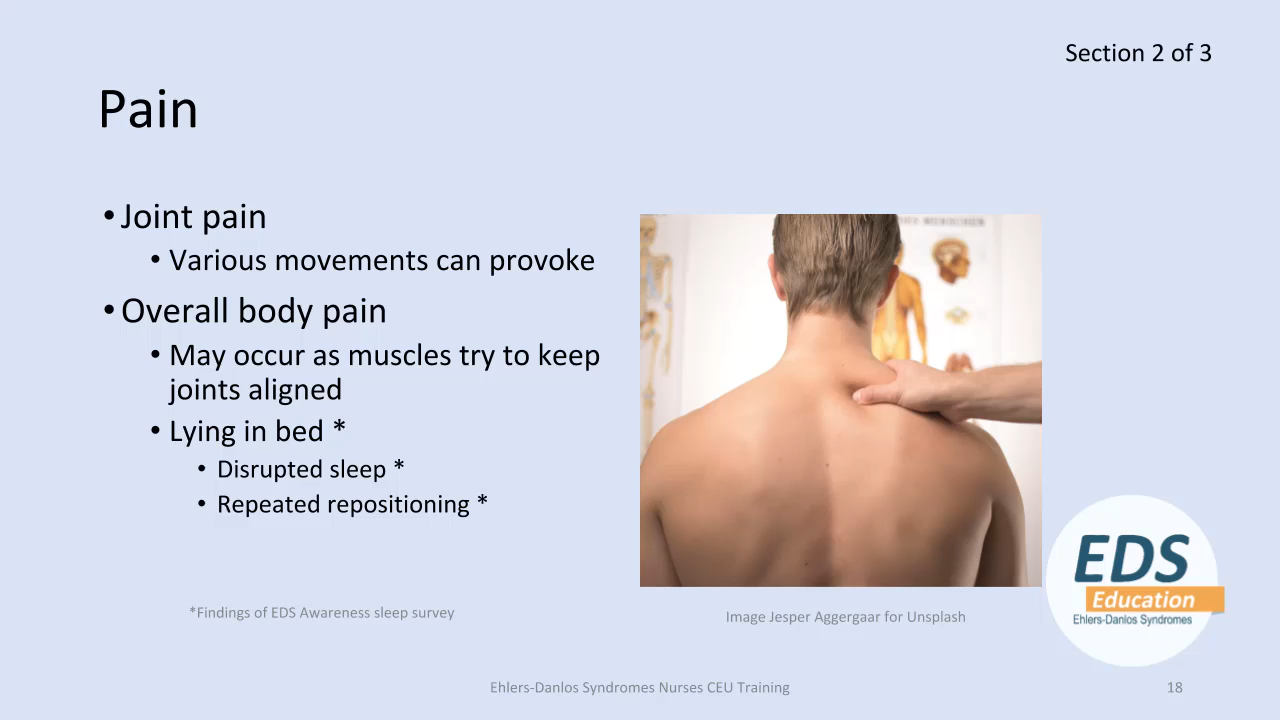 Section 2 of 3
Pain
• Joint pain
• Various movements can provoke
• Overall body pain
• May occur as muscles try to keep
joints aligned
• Lying in bed *
• Disrupted sleep *
• Repeated repositioning *
*Findings of EDS Awareness sleep survey
Image Jesper Aggergaar for Unsplash
EDS
Education
Ehlers-Danlos Syndromes
Ehlers-Danlos Syndromes Nurses CEU Training
18